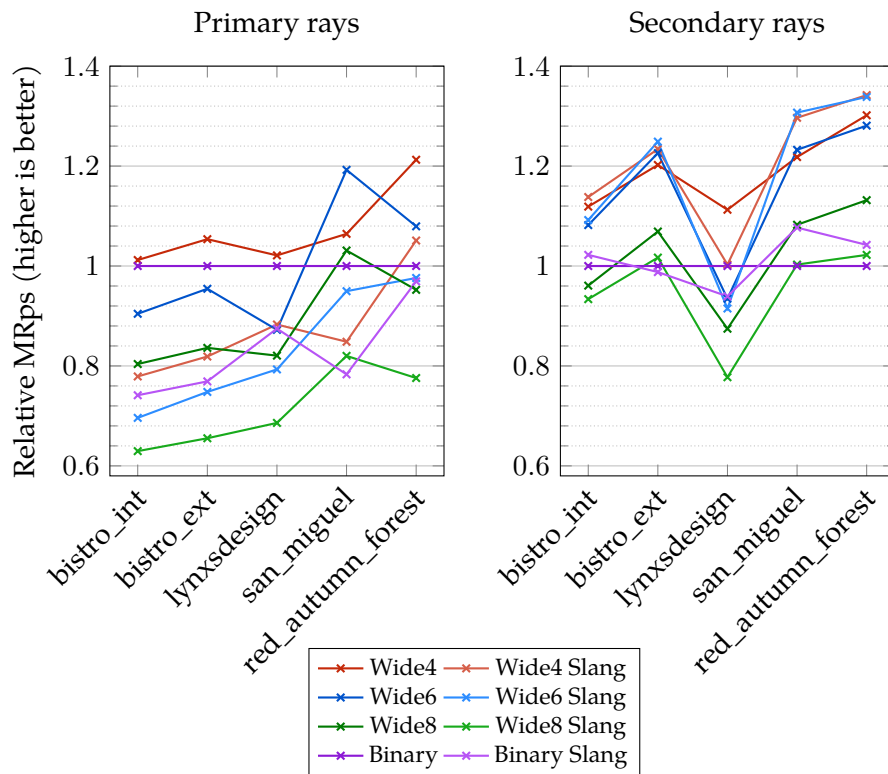 Primary rays
Secondary rays
Relative MRps (higher is better)
1.4
1.2
1
0.8
0.6
1.4
1.2
1
0.8
0.6
bistro_int
bistro_ext
lynxsdesign
san_miguel
red_autumn_forest
bistro_int
bistro_ext
lynxsdesign
san_miguel
red_autumn_forest
Wide4 Wide4 Slang
Wide6 Wide6 Slang
Wide8 Wide8 Slang
Binary Binary Slang